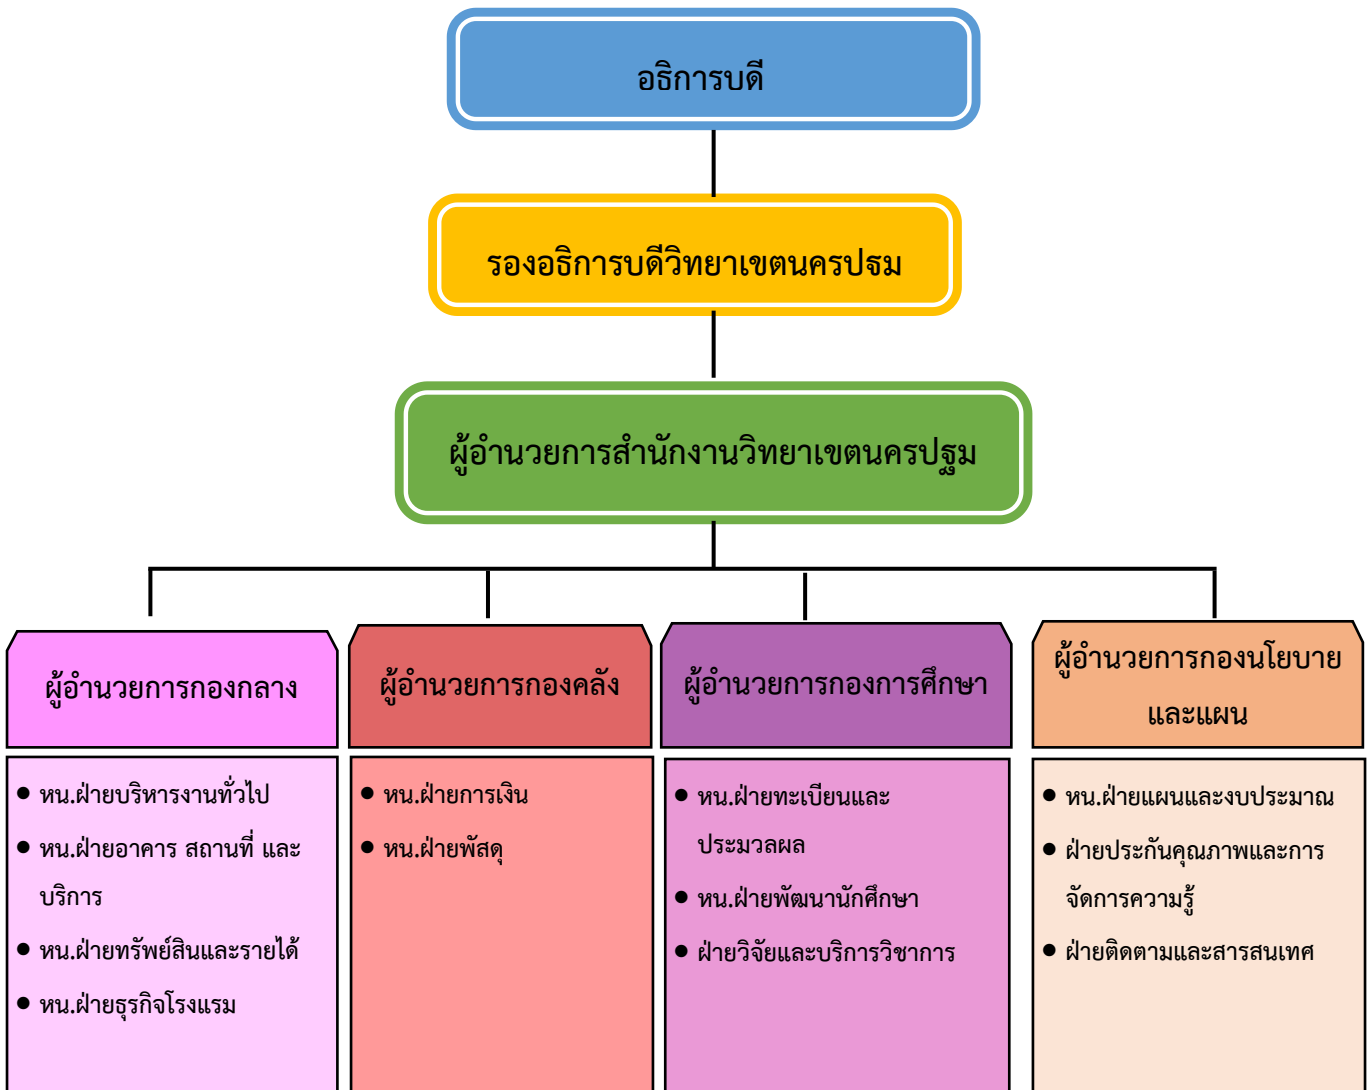 อธิการบดี
รองอธิการบดีวิทยาเขตนครปฐม
ผู้อำนวยการสำนักงานวิทยาเขตนครปฐม
ผู้อำนวยการกองกลาง
● หน.ฝ่ายบริหารงานทั่วไป
● หน.ฝ่ายอาคาร สถานที่ และ
บริการ
● หน.ฝ่ายทรัพย์สินและรายได้
● หน.ฝ่ายธุรกิจโรงแรม
ผู้อำนวยการกองคลัง
● หน.ฝ่ายการเงิน
● หน.ฝ่ายพัสดุ
ผู้อำนวยการกองการศึกษา
● หน.ฝ่ายทะเบียนและ
ประมวลผล
● หน.ฝ่ายพัฒนานักศึกษา
● ฝ่ายวิจัยและบริการวิชาการ
ผู้อำนวยการกองนโยบาย
และแผน
● หน.ฝ่ายแผนและงบประมาณ
● ฝ่ายประกันคุณภาพและการ
จัดการความรู้
● ฝ่ายติดตามและสารสนเทศ